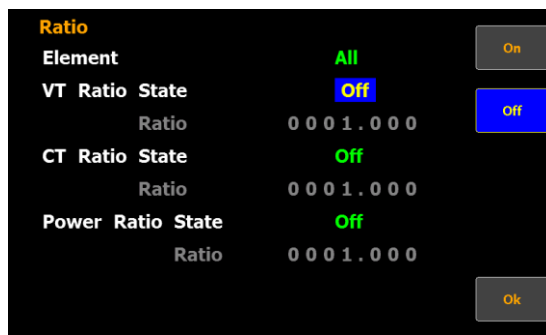 Ratio
Element All
VT Ratio State Off
Ratio 0001.000
CT Ratio State Off
Ratio 0001.000
Power Ratio State Off
Ratio 0001.000
On
Off
Ok